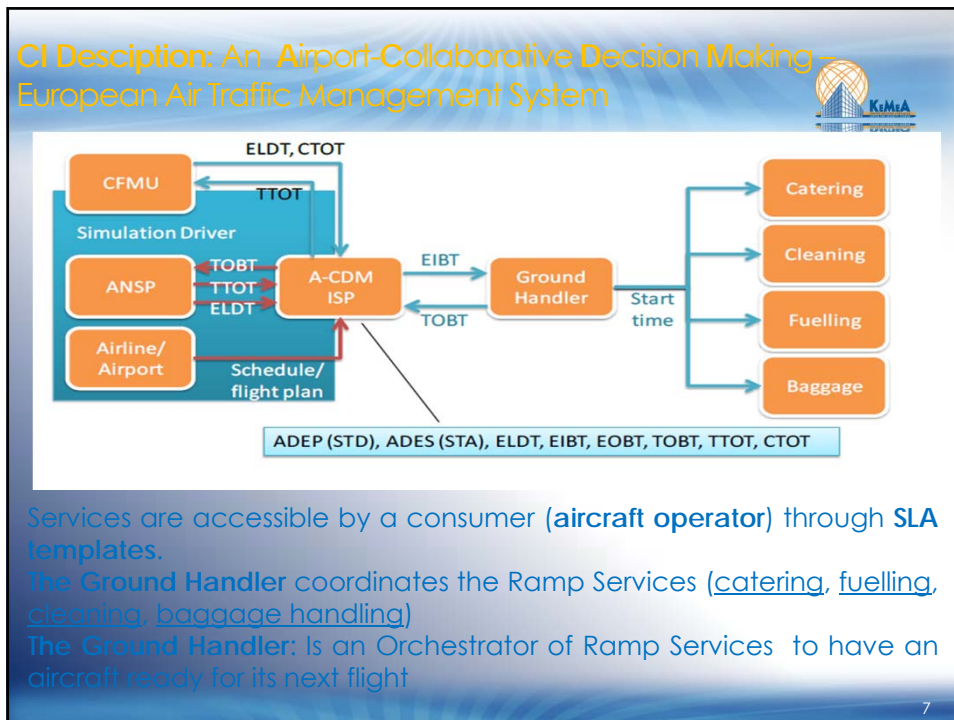 CI Desciption: An Airport-Collaborative Decision Making –
European Air Traffic Management System
KEMEA
ELDT, CTOT
CFMU
TTOT
Simulation Driver
TOBT
ANSP
TTOT
ELDT
A-CDM
ISP
EIBT
TOBT
Ground
Handler
Start
time
Catering
Cleaning
Fuelling
Baggage
Airline/
Airport
Schedule/
flight plan
ADEP (STD), ADES (STA), ELDT, EIBT, EOBT, TOBT, TTOT, CTOT
Services are accessible by a consumer (aircraft operator) through SLA
templates.
The Ground Handler coordinates the Ramp Services (catering, fuelling,
cleaning, baggage handling)
The Ground Handler: Is an Orchestrator of Ramp Services to have an
aircraft ready for its next flight
7